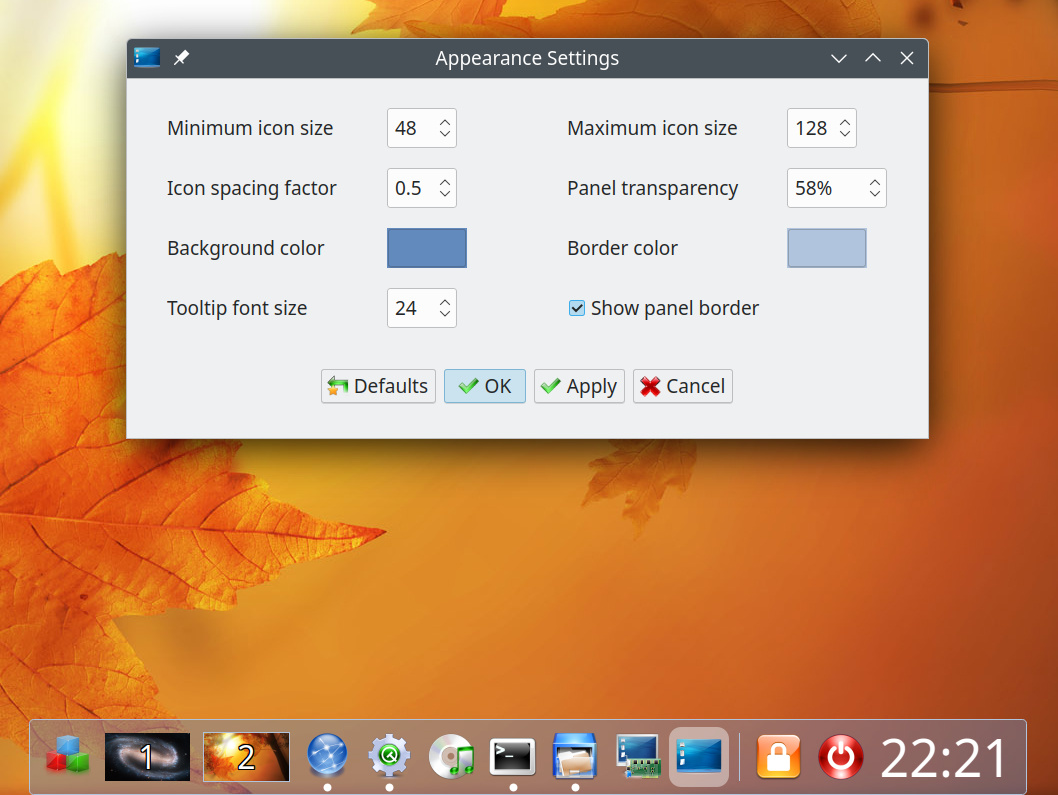 Appearance Settings
Minimum icon size 48 Maximum icon size 128
Icon spacing factor 0.5 Panel transparency 58%
Background color Border color
Tooltip font size 24 Show panel border
Defaults OK Apply Cancel
1 2 >_ 22:21